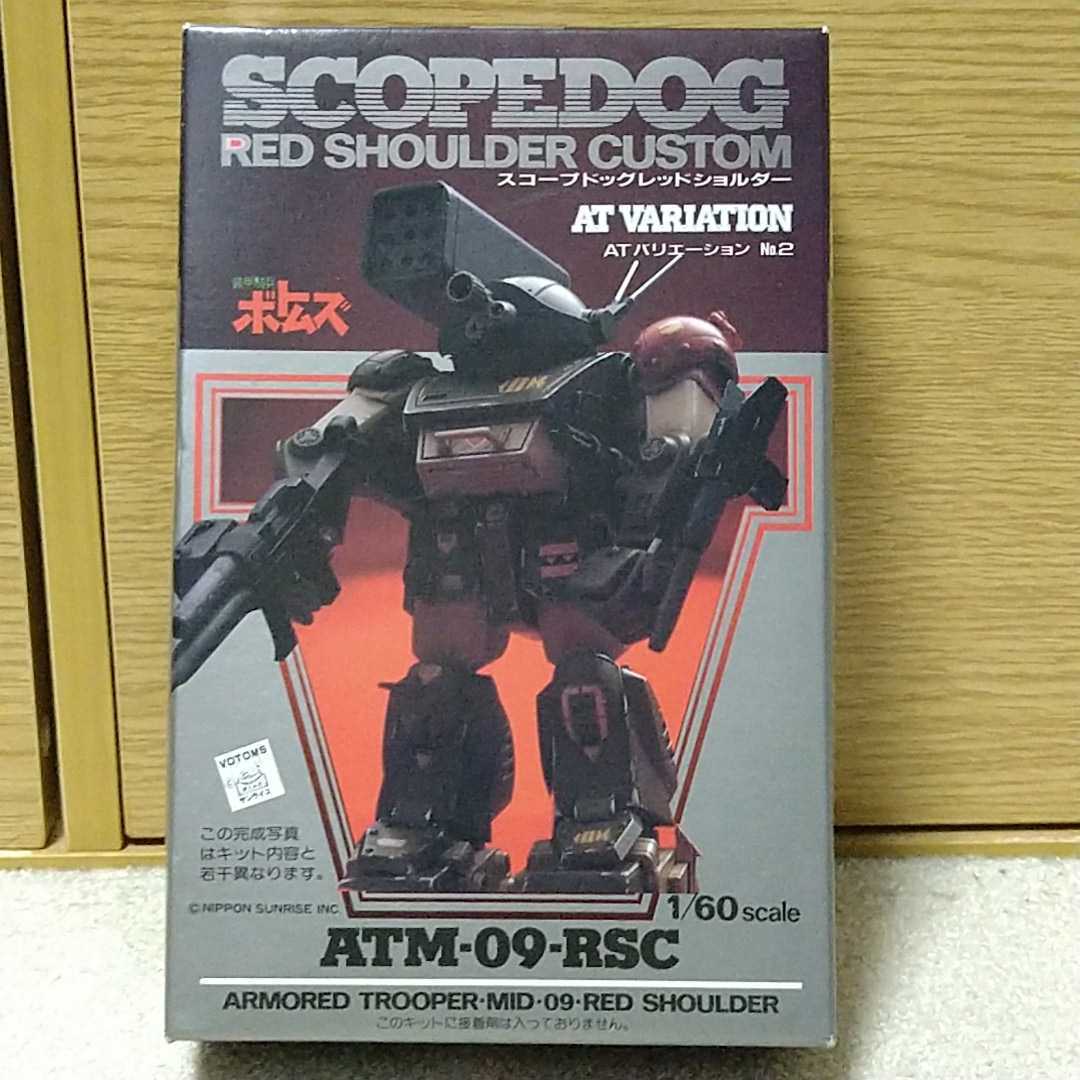 SCOPEDOG
RED SHOULDER CUSTOM
スコープドッグレッドショルダー
AT VARIATION
ATバリエーション No.2
装甲騎兵
ボトムズ
VOTOMS
サンライズ
この完成写真
はキット内容と
若干異なります。
©NIPPON SUNRISE INC.
1/60 scale
ATM-09-RSC
ARMORED TROOPER·MID·09·RED SHOULDER
このキットに接着剤は入っておりません。